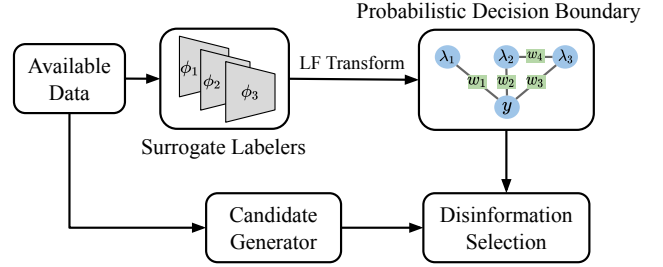 Probabilistic Decision Boundary
Available
Data
ϕ1
ϕ2
ϕ3
LF Transform
λ1
λ2
w4
λ3
w1
w2
w3
y
Surrogate Labelers
Candidate
Generator
Disinformation
Selection